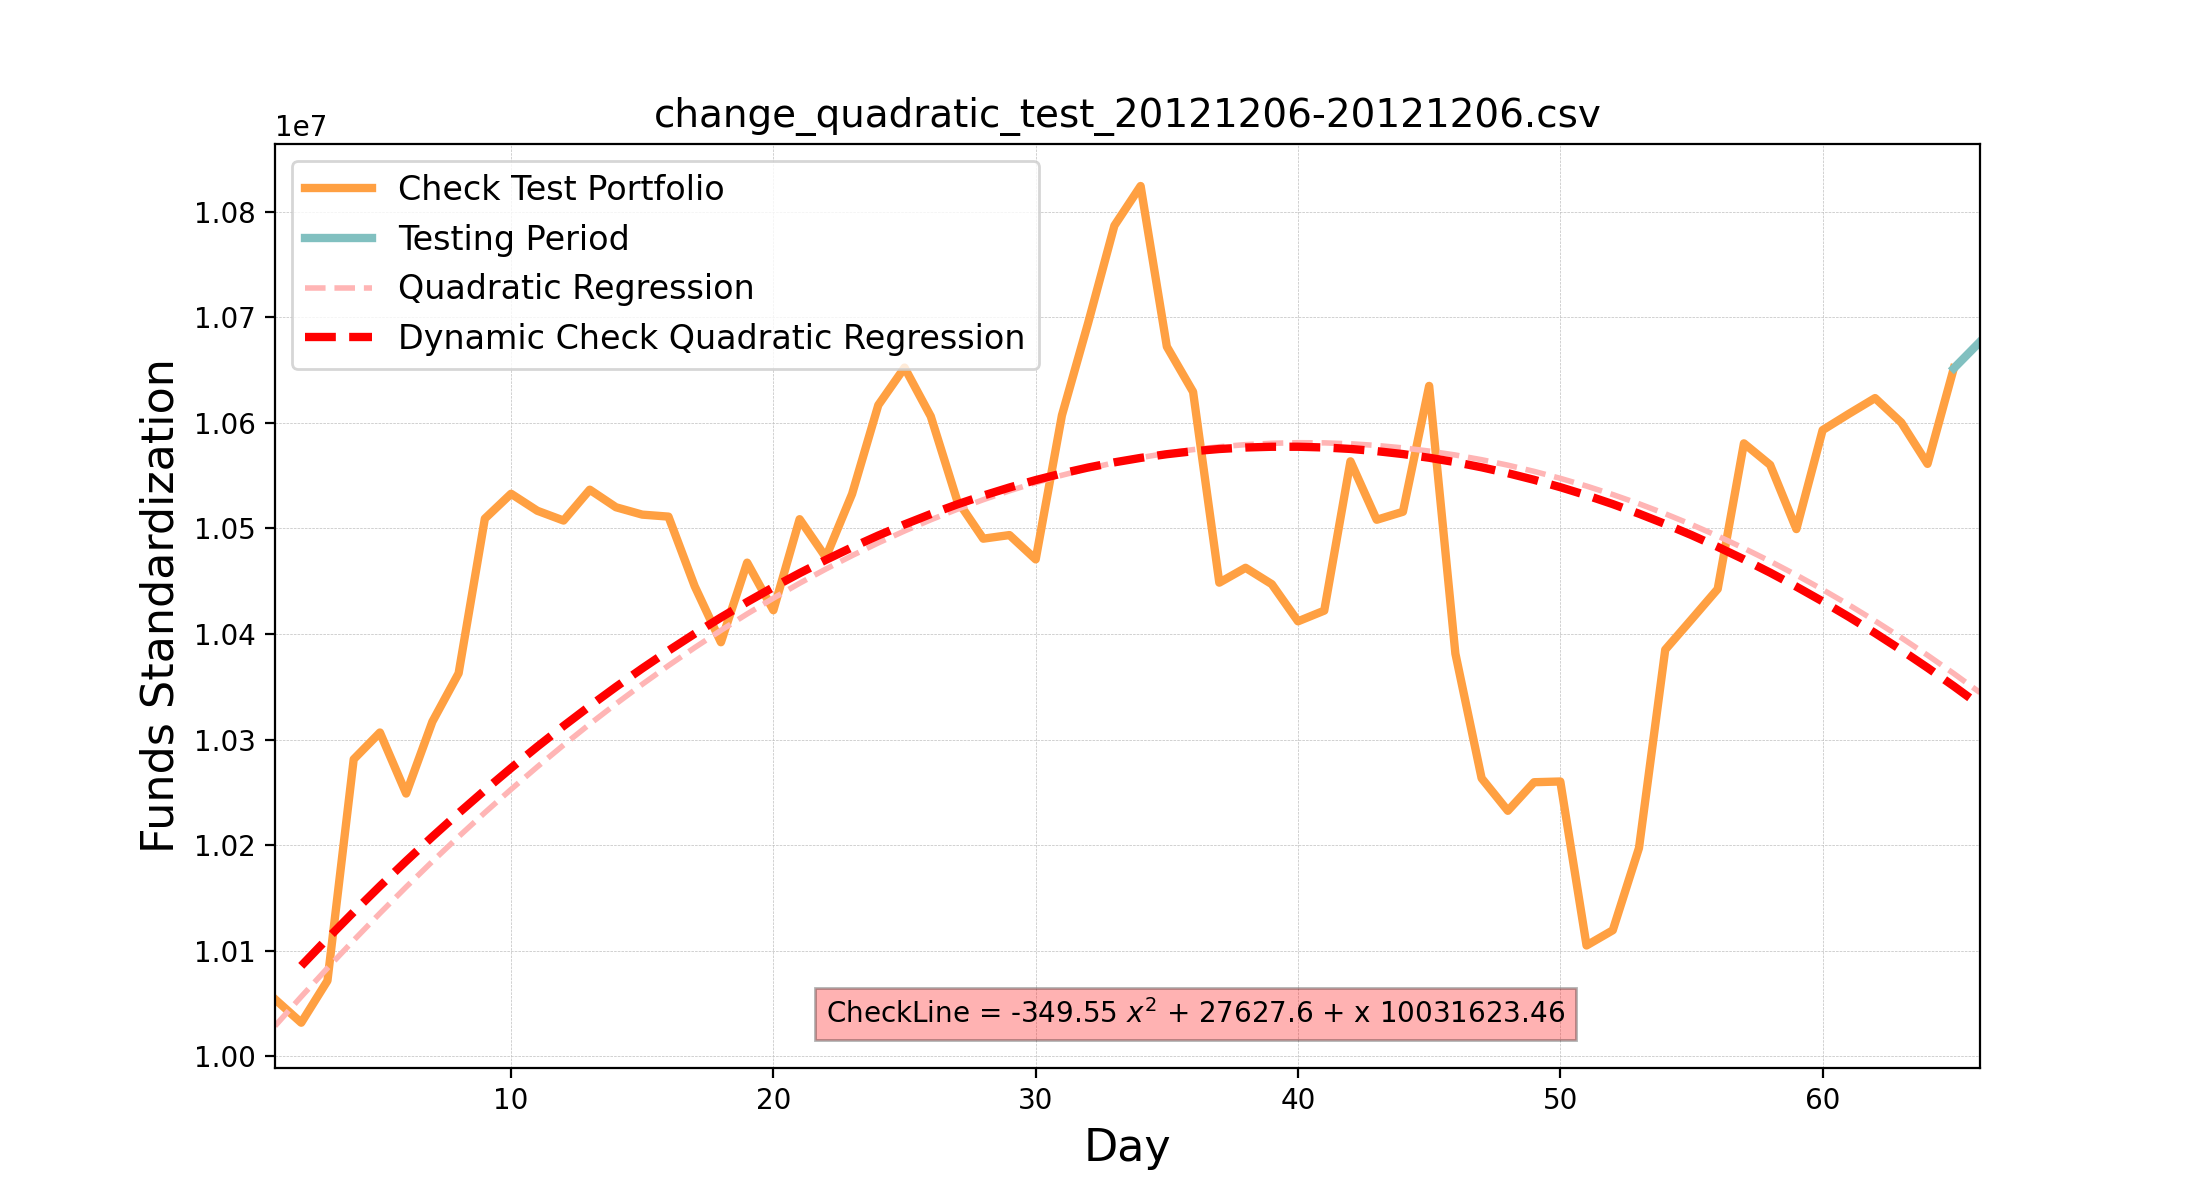 change_quadratic_test_20121206-20121206.csv
1e7
Check Test Portfolio
Testing Period
Quadratic Regression
Dynamic Check Quadratic Regression
Funds Standardization
1.08
1.07
1.06
1.05
1.04
1.03
1.02
1.01
1.00
CheckLine = -349.55 x² + 27627.6 + x 10031623.46
10 20 30 40 50 60
Day